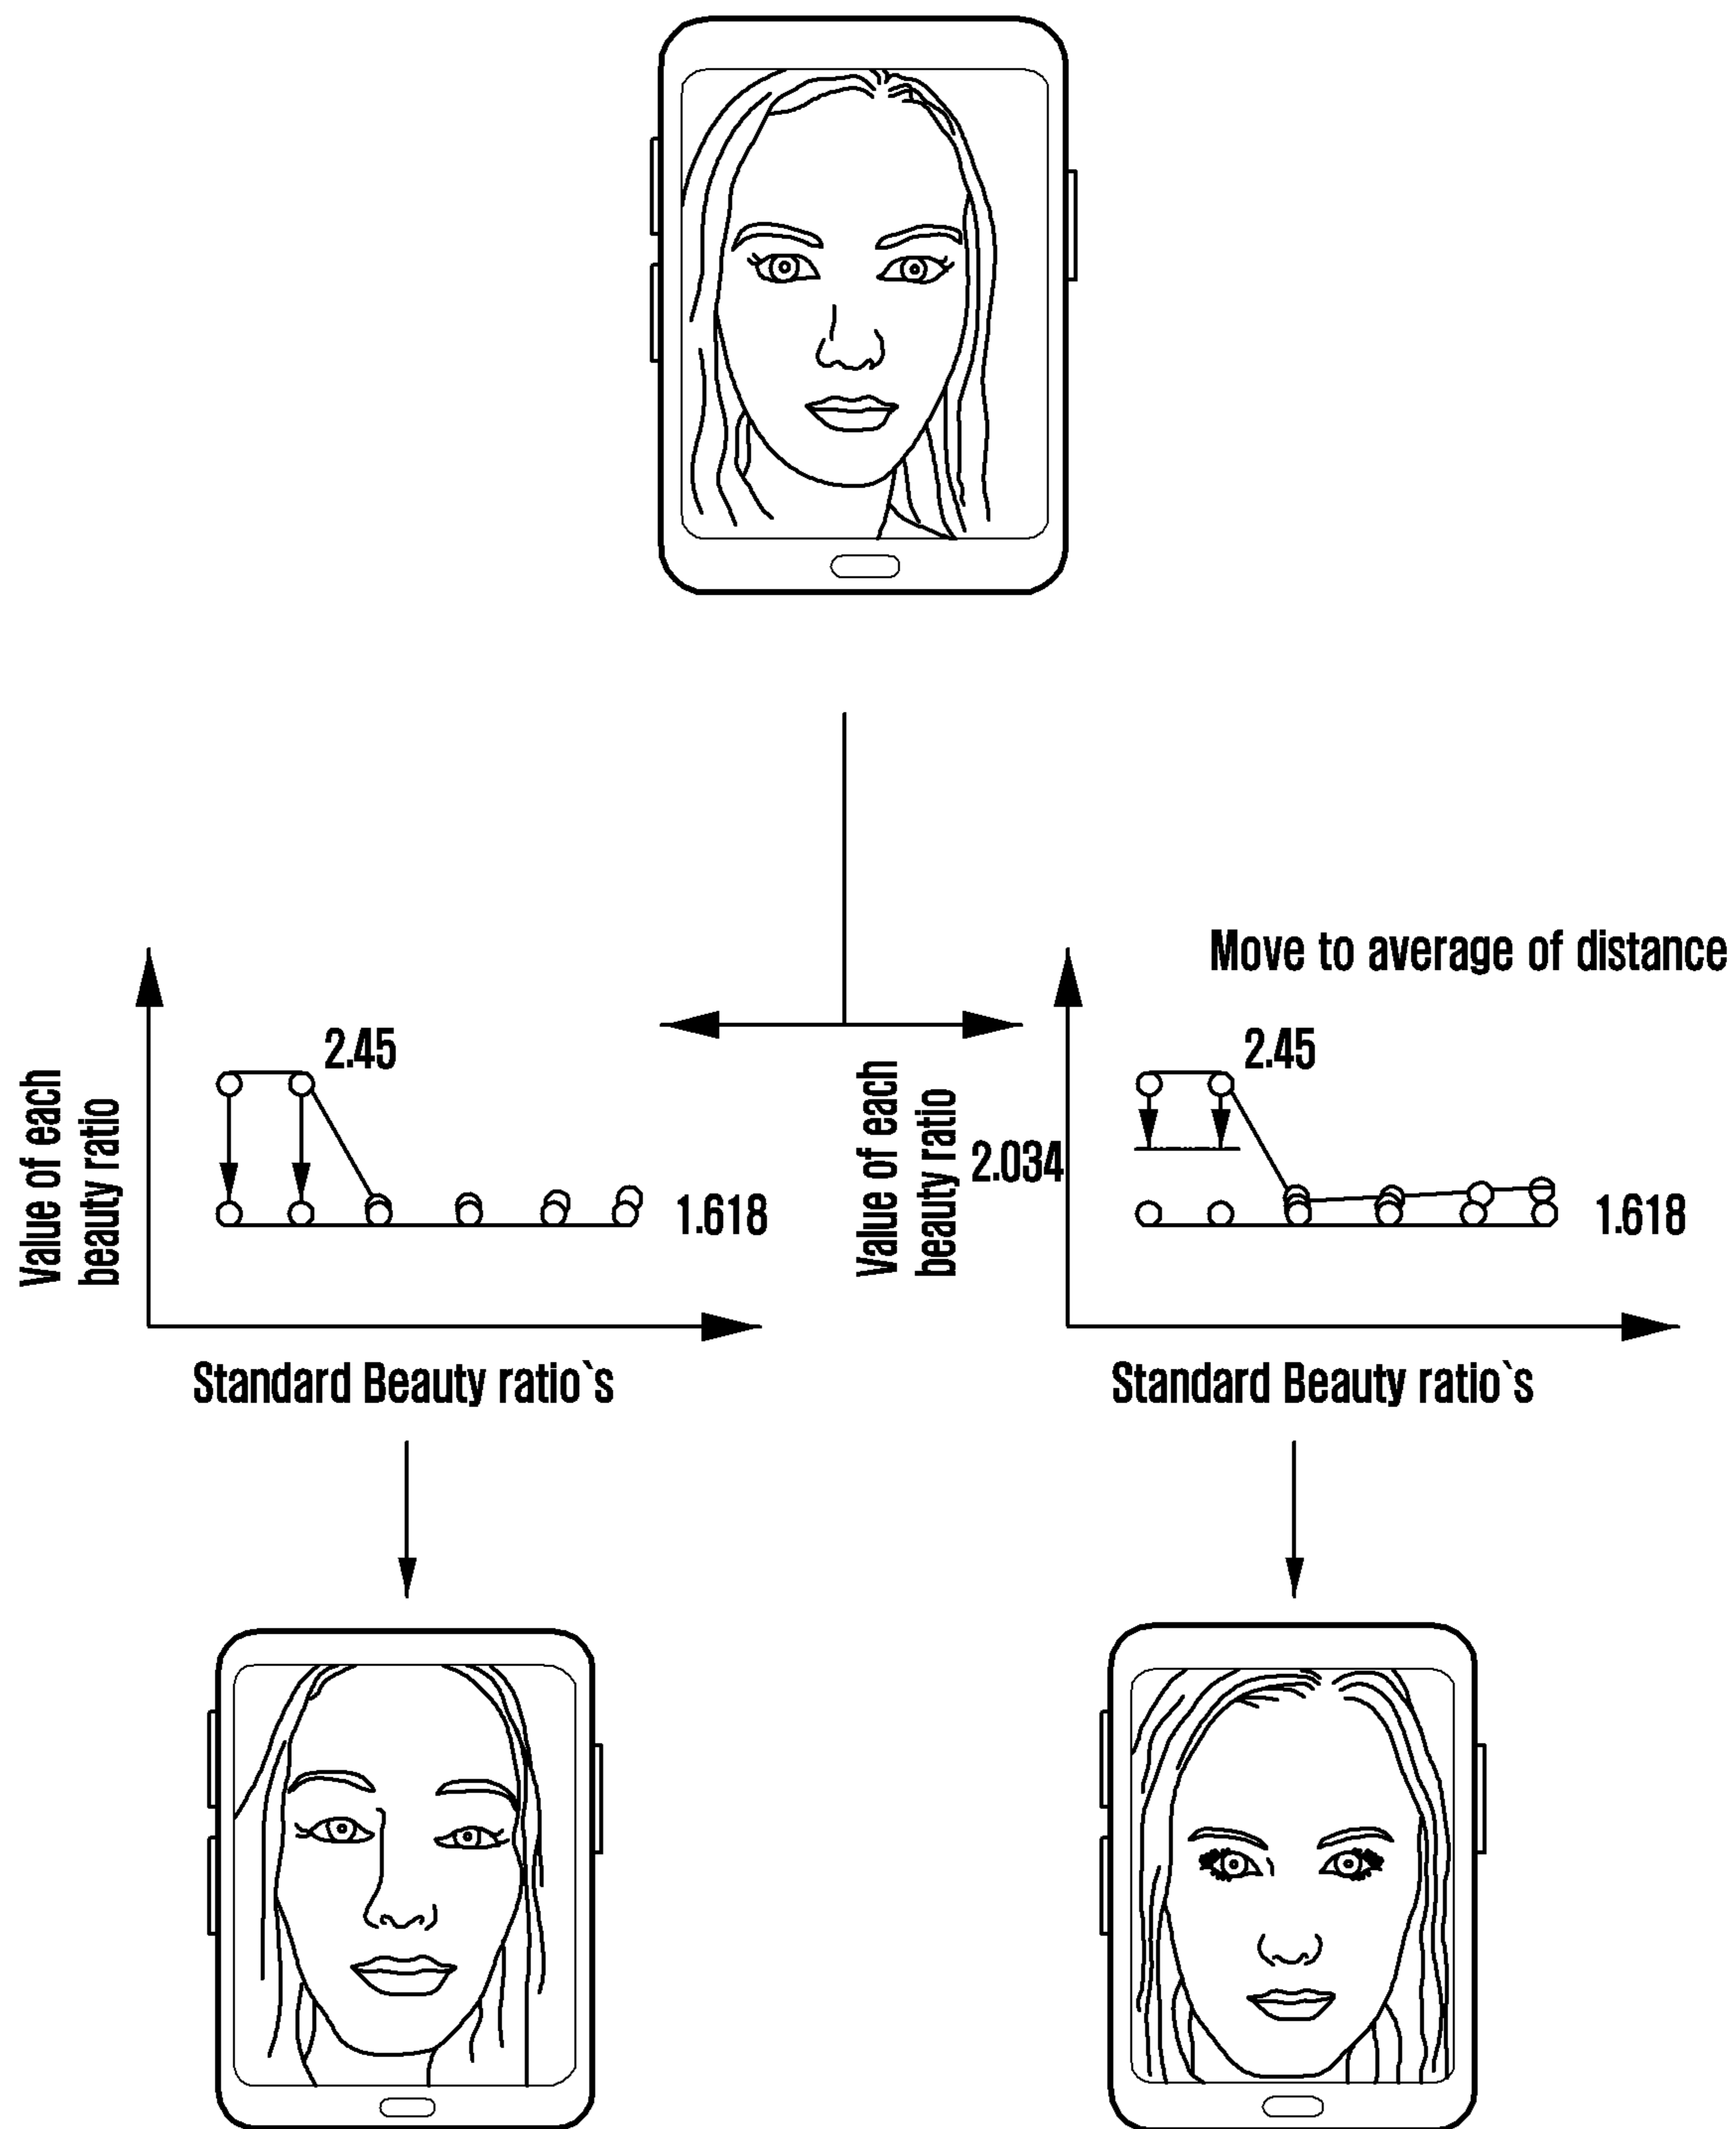 Move to average of distance
2.45
Value of each
beauty ratio
1.618
Standard Beauty ratio`s
2.45
Value of each
beauty ratio
2.034
1.618
Standard Beauty ratio`s